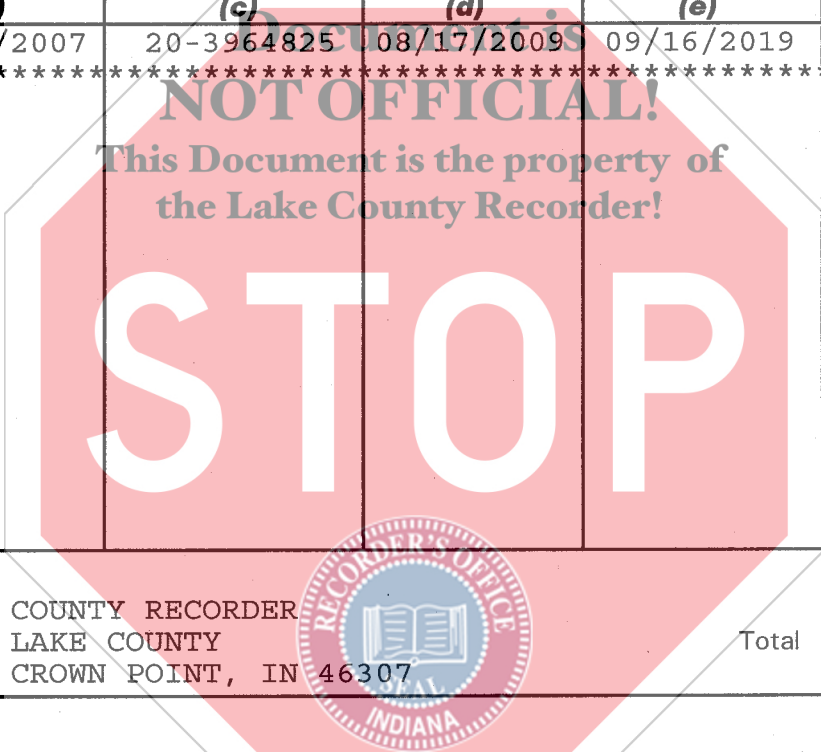 (c) (d) (e)
Document is
/2007 20-3964825 08/17/2009 09/16/2019
****************************************************
NOT OFFICIAL!
This Document is the property of
the Lake County Recorder!
STOP
RECORDER'S OFFICE
COUNTY RECORDER
LAKE COUNTY Total
CROWN POINT, IN 46307
SEAL
INDIANA